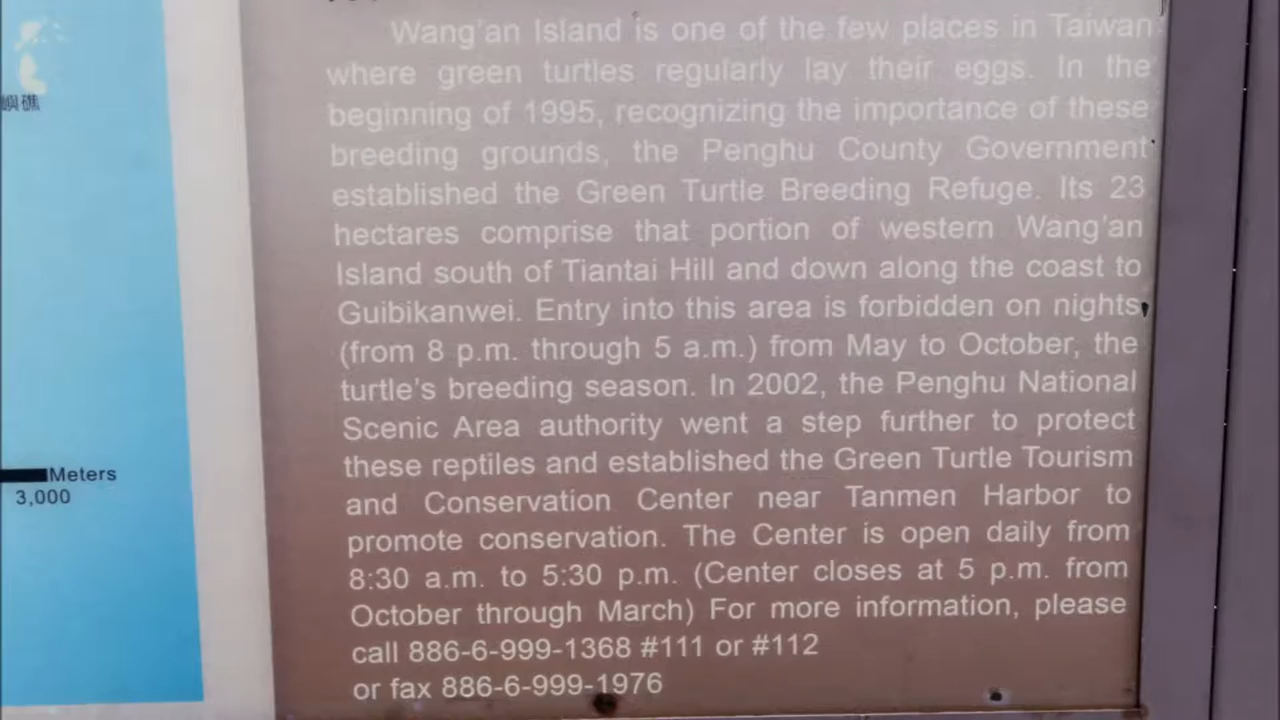 Wang'an Island is one of the few places in Taiwan
where green turtles regularly lay their eggs. In the
beginning of 1995, recognizing the importance of these
breeding grounds, the Penghu County Government
established the Green Turtle Breeding Refuge. Its 23
hectares comprise that portion of western Wang'an
Island south of Tiantai Hill and down along the coast to
Guibikanwei. Entry into this area is forbidden on nights
(from 8 p.m. through 5 a.m.) from May to October, the
turtle's breeding season. In 2002, the Penghu National
Scenic Area authority went a step further to protect
these reptiles and established the Green Turtle Tourism
and Conservation Center near Tanmen Harbor to
promote conservation. The Center is open daily from
8:30 a.m. to 5:30 p.m. (Center closes at 5 p.m. from
October through March) For more information, please
call 886-6-999-1368 #111 or #112
or fax 886-6-999-1976
嶼礁
Meters
3,000